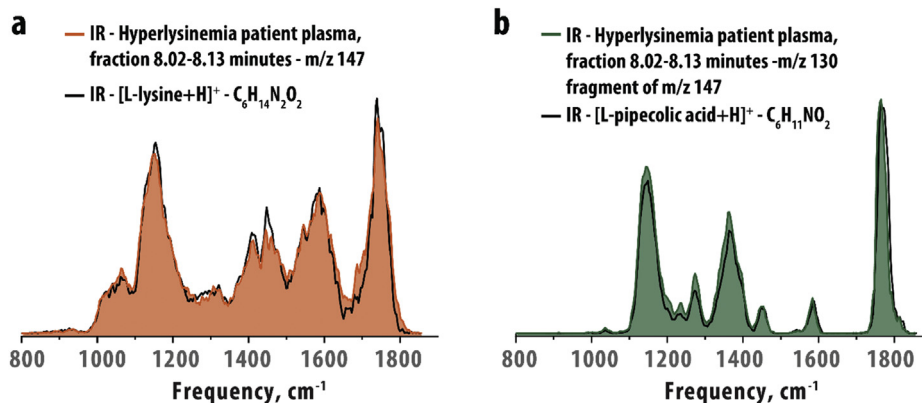 a
IR - Hyperlysinemia patient plasma,
fraction 8.02-8.13 minutes - m/z 147
IR - [L-lysine+H]⁺ - C₆H₁₄N₂O₂
800 1000 1200 1400 1600 1800
Frequency, cm⁻¹
b
IR - Hyperlysinemia patient plasma,
fraction 8.02-8.13 minutes -m/z 130
fragment of m/z 147
IR - [L-pipecolic acid+H]⁺ - C₆H₁₁NO₂
800 1000 1200 1400 1600 1800
Frequency, cm⁻¹